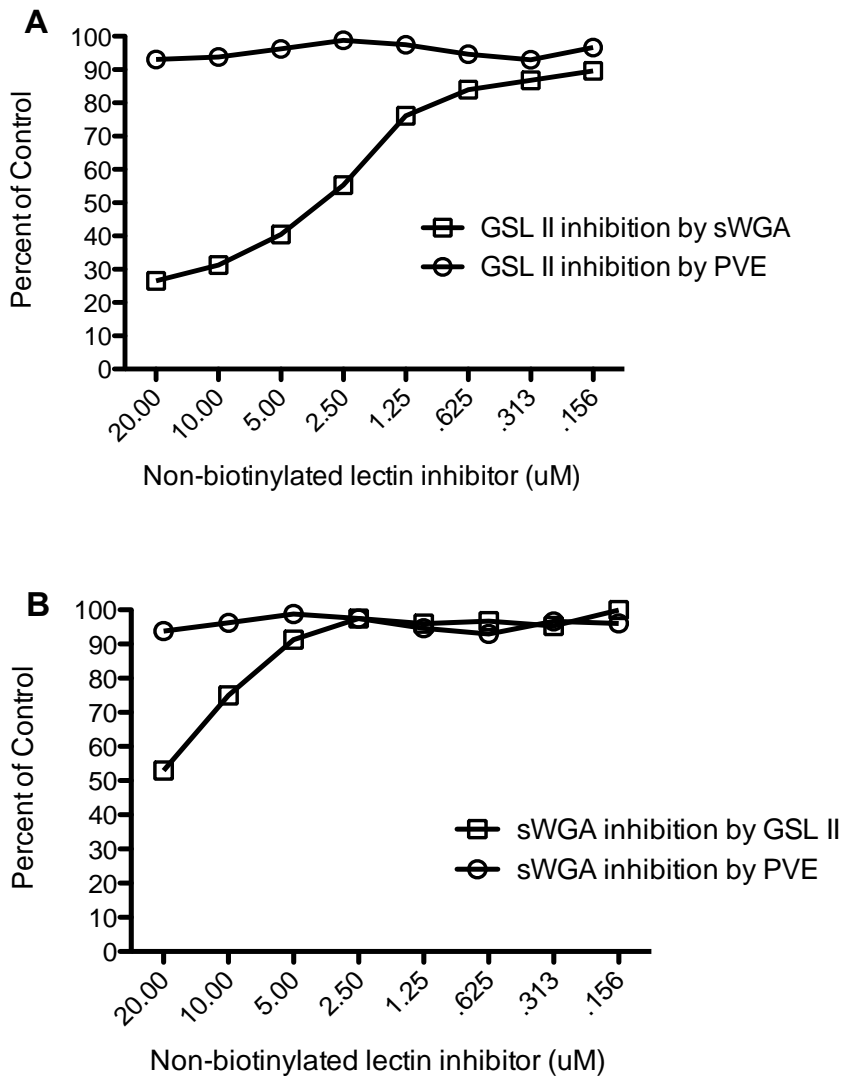 A
Percent of Control
100
90
80
70
60
50
40
30
20
10
0
GSL II inhibition by sWGA
GSL II inhibition by PVE
20.00 10.00 5.00 2.50 1.25 .625 .313 .156
Non-biotinylated lectin inhibitor (uM)
B
Percent of Control
100
90
80
70
60
50
40
30
20
10
0
sWGA inhibition by GSL II
sWGA inhibition by PVE
20.00 10.00 5.00 2.50 1.25 .625 .313 .156
Non-biotinylated lectin inhibitor (uM)